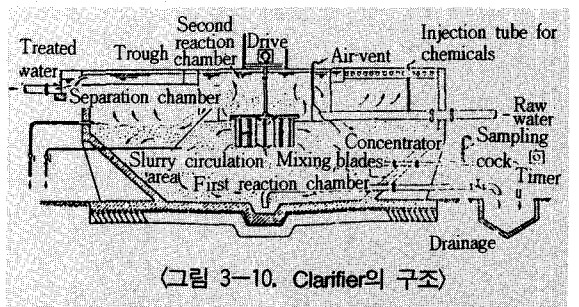 Second
reaction
chamber
Drive
Injection tube for
chemicals
Treated
water
Trough
Air vent
Separation chamber
Raw
water
Concentrator
Sampling
cock
Slurry circulation
area
Mixing blades
Timer
First reaction chamber
Drainage
〈그림 3-10. Clarifier의 구조〉